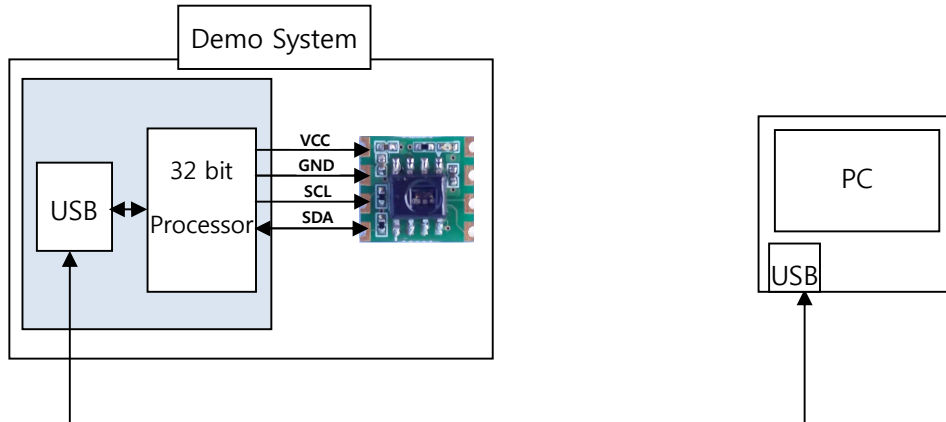 Demo System
USB
32 bit
Processor
VCC
GND
SCL
SDA
PC
USB